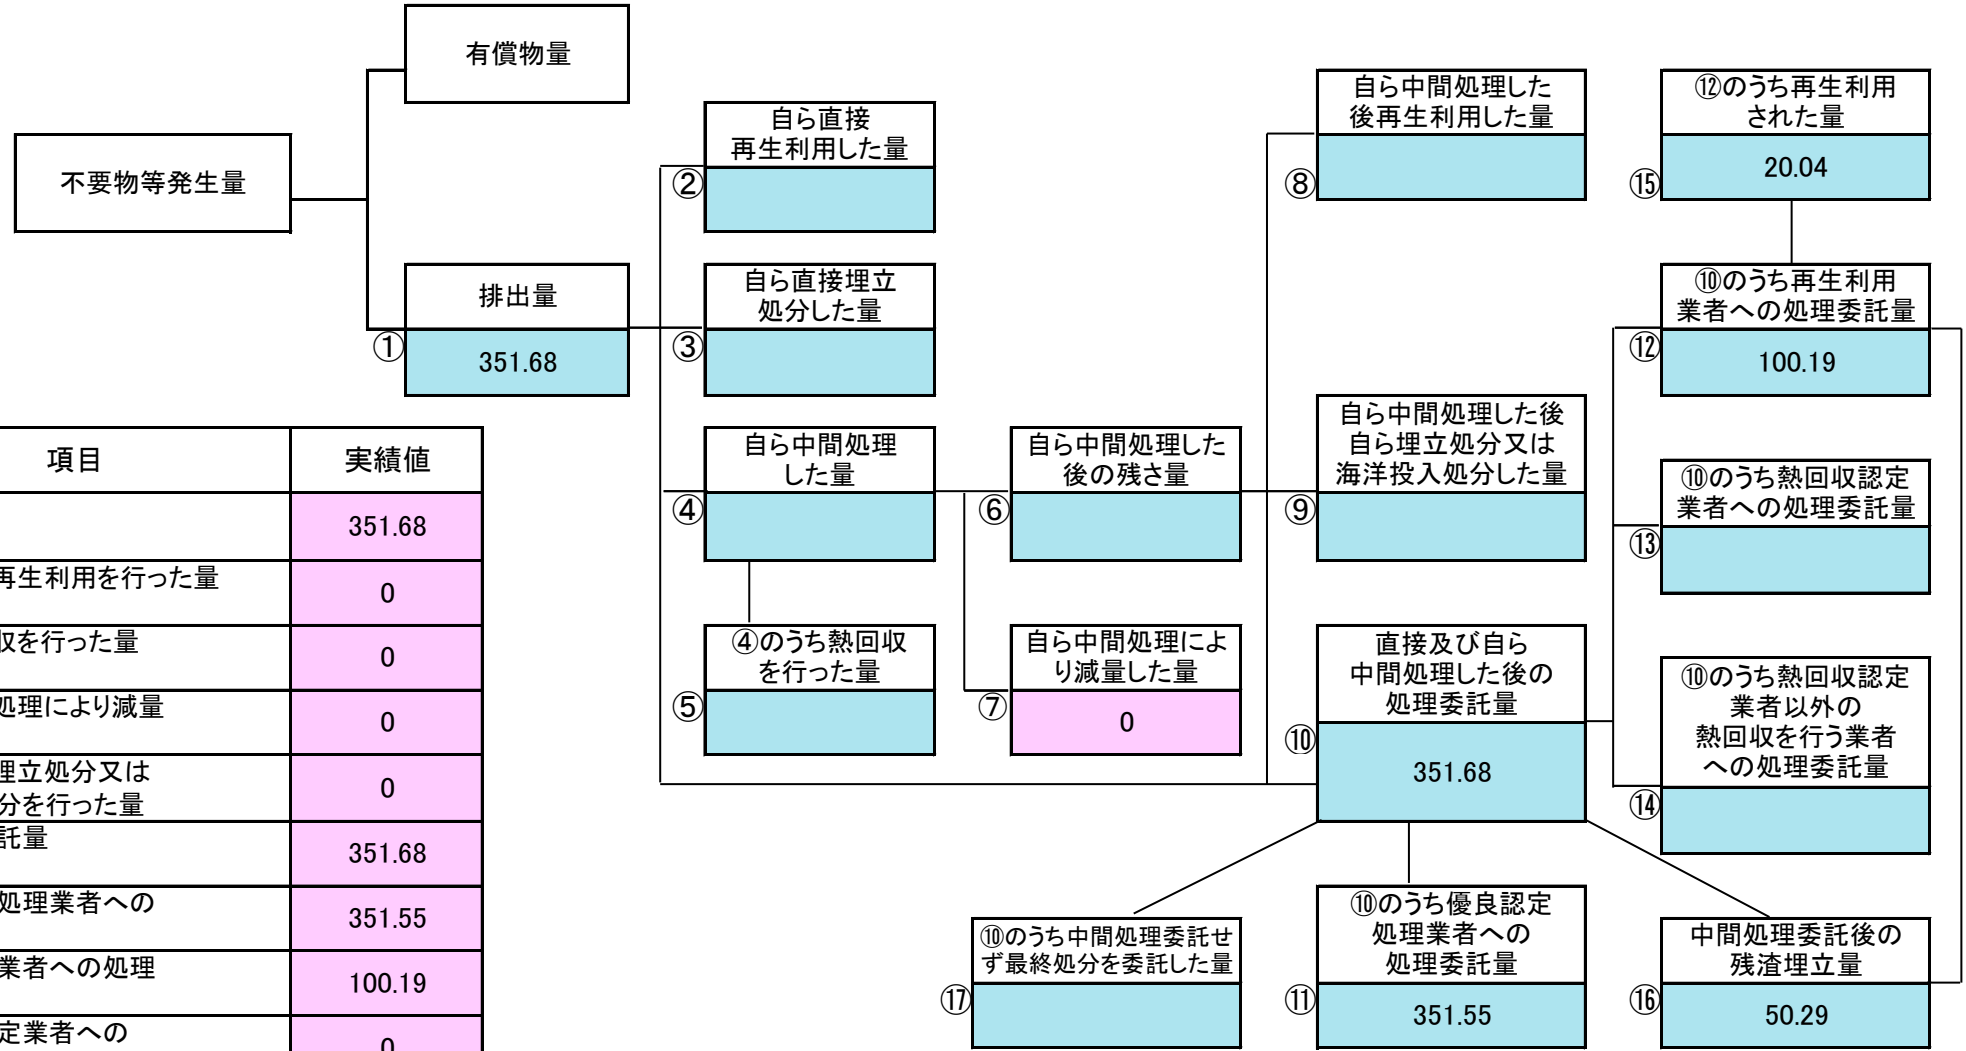 有償物量
不要物等発生量
排出量
①
351.68
自ら直接
再生利用した量
②
自ら直接埋立
処分した量
③
自ら中間処理
した量
④
④のうち熱回収
を行った量
⑤
自ら中間処理した
後の残さ量
⑥
自ら中間処理によ
り減量した量
⑦
0
自ら中間処理した
後再生利用した量
⑧
自ら中間処理した後
自ら埋立処分又は
海洋投入処分した量
⑨
直接及び自ら
中間処理した後の
処理委託量
⑩
351.68
⑩のうち優良認定
処理業者への
処理委託量
⑪
351.55
⑫のうち再生利用
された量
⑮
20.04
⑩のうち再生利用
業者への処理委託量
⑫
100.19
⑩のうち熱回収認定
業者への処理委託量
⑬
⑩のうち熱回収認定
業者以外の
熱回収を行う業者
への処理委託量
⑭
中間処理委託後の
残渣埋立量
⑯
50.29
⑩のうち中間処理委託せ
ず最終処分を委託した量
⑰
項目
実績値
351.68
再生利用を行った量
0
収を行った量
0
処理により減量
0
埋立処分又は
分を行った量
0
託量
351.68
処理業者への
351.55
業者への処理
100.19
定業者への
0